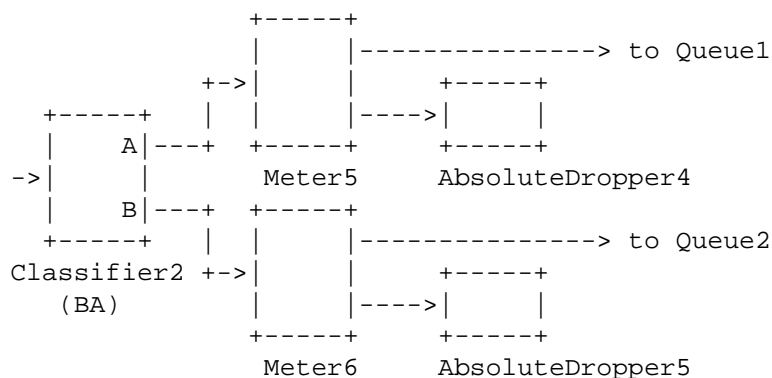 +-----+
                    |     |---------------> to Queue1
                 +->|     |     +-----+
    +-----+      |  |     |---->|     |
    |    A|---+  |  +-----+     +-----+
  ->|     |        Meter5     AbsoluteDropper4
    |    B|---+     +-----+
    +-----+      |  |     |---------------> to Queue2
  Classifier2 +->|     |     +-----+
     (BA)           |     |---->|     |
                    +-----+     +-----+
                    Meter6     AbsoluteDropper5